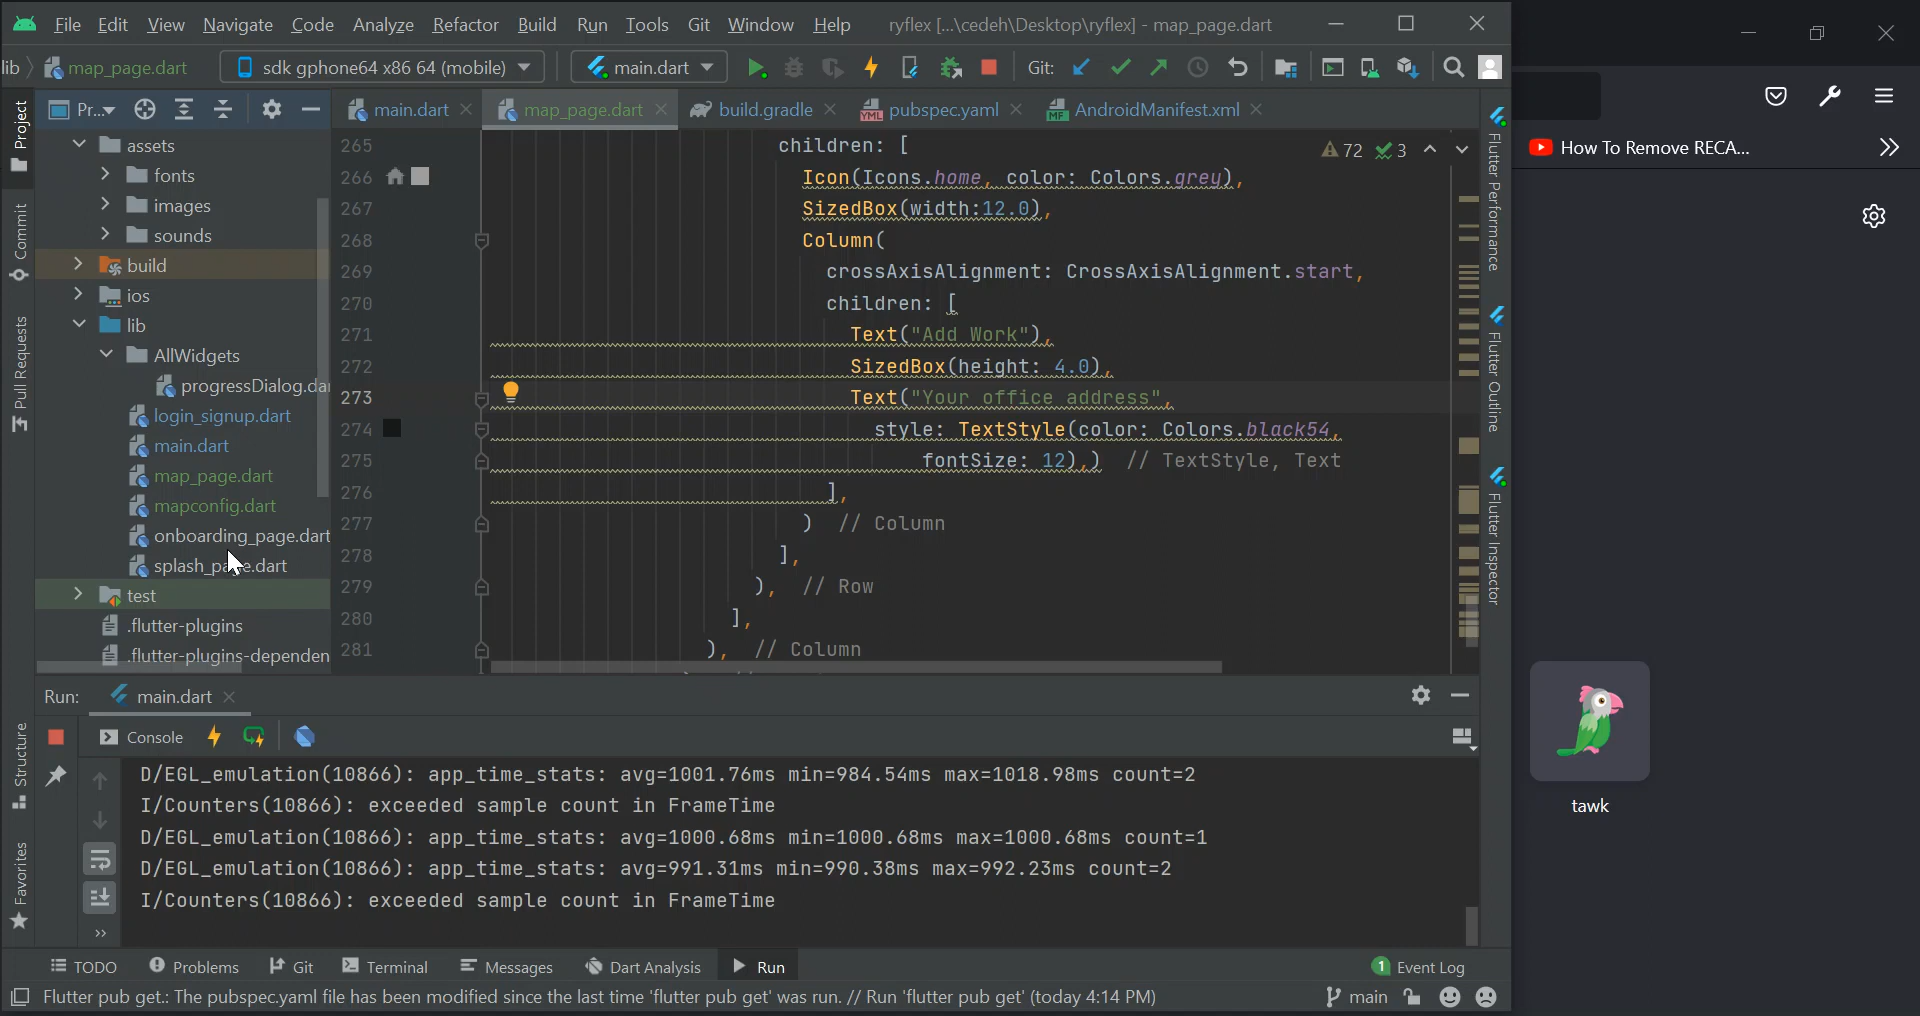 File Edit View Navigate Code Analyze Refactor Build Run Tools Git Window Help ryflex [...\cedeh\Desktop\ryflex] - map_page.dart
lib map_page.dart sdk gphone64 x86 64 (mobile) main.dart Git:
Pr... main.dart map_page.dart build.gradle pubspec.yaml AndroidManifest.xml
Project
Commit
Pull Requests
Structure
Favorites
assets
fonts
images
sounds
build
ios
lib
AllWidgets
progressDialog.da
login_signup.dart
main.dart
map_page.dart
mapconfig.dart
onboarding_page.dart
splash_page.dart
test
.flutter-plugins
.flutter-plugins-dependen
72 3
265 children: [
266 Icon(Icons.home, color: Colors.grey),
267 SizedBox(width:12.0),
268 Column(
269 crossAxisAlignment: CrossAxisAlignment.start,
270 children: [
271 Text("Add Work"),
272 SizedBox(height: 4.0),
273 Text("Your office address",
274 style: TextStyle(color: Colors.black54,
275 fontSize: 12),) // TextStyle, Text
276 ],
277 ) // Column
278 ],
279 ), // Row
280 ],
281 ), // Column
Flutter Performance
Flutter Outline
Flutter Inspector
Run: main.dart
Console
D/EGL_emulation(10866): app_time_stats: avg=1001.76ms min=984.54ms max=1018.98ms count=2
I/Counters(10866): exceeded sample count in FrameTime
D/EGL_emulation(10866): app_time_stats: avg=1000.68ms min=1000.68ms max=1000.68ms count=1
D/EGL_emulation(10866): app_time_stats: avg=991.31ms min=990.38ms max=992.23ms count=2
I/Counters(10866): exceeded sample count in FrameTime
TODO Problems Git Terminal Messages Dart Analysis Run 1 Event Log
Flutter pub get.: The pubspec.yaml file has been modified since the last time 'flutter pub get' was run. // Run 'flutter pub get' (today 4:14 PM) main
How To Remove RECA...
tawk